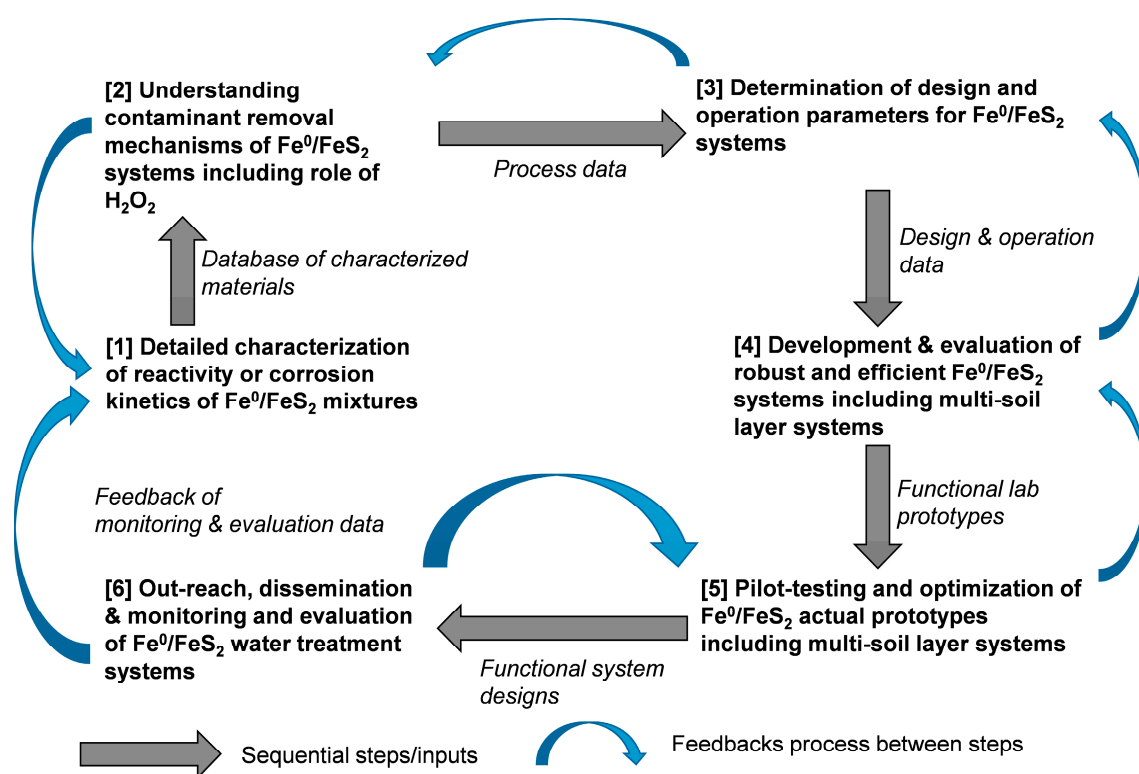 [2] Understanding
contaminant removal
mechanisms of Fe⁰/FeS₂
systems including role of
H₂O₂
[3] Determination of design and
operation parameters for Fe⁰/FeS₂
systems
Process data
Database of characterized
materials
Design & operation
data
[1] Detailed characterization
of reactivity or corrosion
kinetics of Fe⁰/FeS₂ mixtures
[4] Development & evaluation of
robust and efficient Fe⁰/FeS₂
systems including multi-soil
layer systems
Feedback of
monitoring & evaluation data
Functional lab
prototypes
[6] Out-reach, dissemination
& monitoring and evaluation
of Fe⁰/FeS₂ water treatment
systems
[5] Pilot-testing and optimization of
Fe⁰/FeS₂ actual prototypes
including multi-soil layer systems
Functional system
designs
Sequential steps/inputs
Feedbacks process between steps